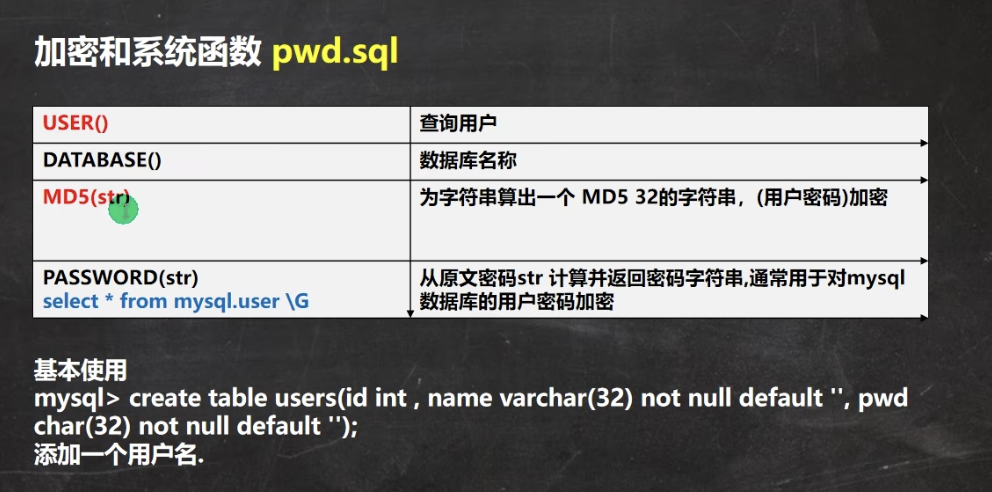 加密和系统函数 pwd.sql
USER()
查询用户
DATABASE()
数据库名称
MD5(str)
为字符串算出一个 MD5 32的字符串，(用户密码)加密
PASSWORD(str)
select * from mysql.user \G
从原文密码str 计算并返回密码字符串,通常用于对mysql
数据库的用户密码加密
基本使用
mysql> create table users(id int , name varchar(32) not null default '', pwd
char(32) not null default '');
添加一个用户名.